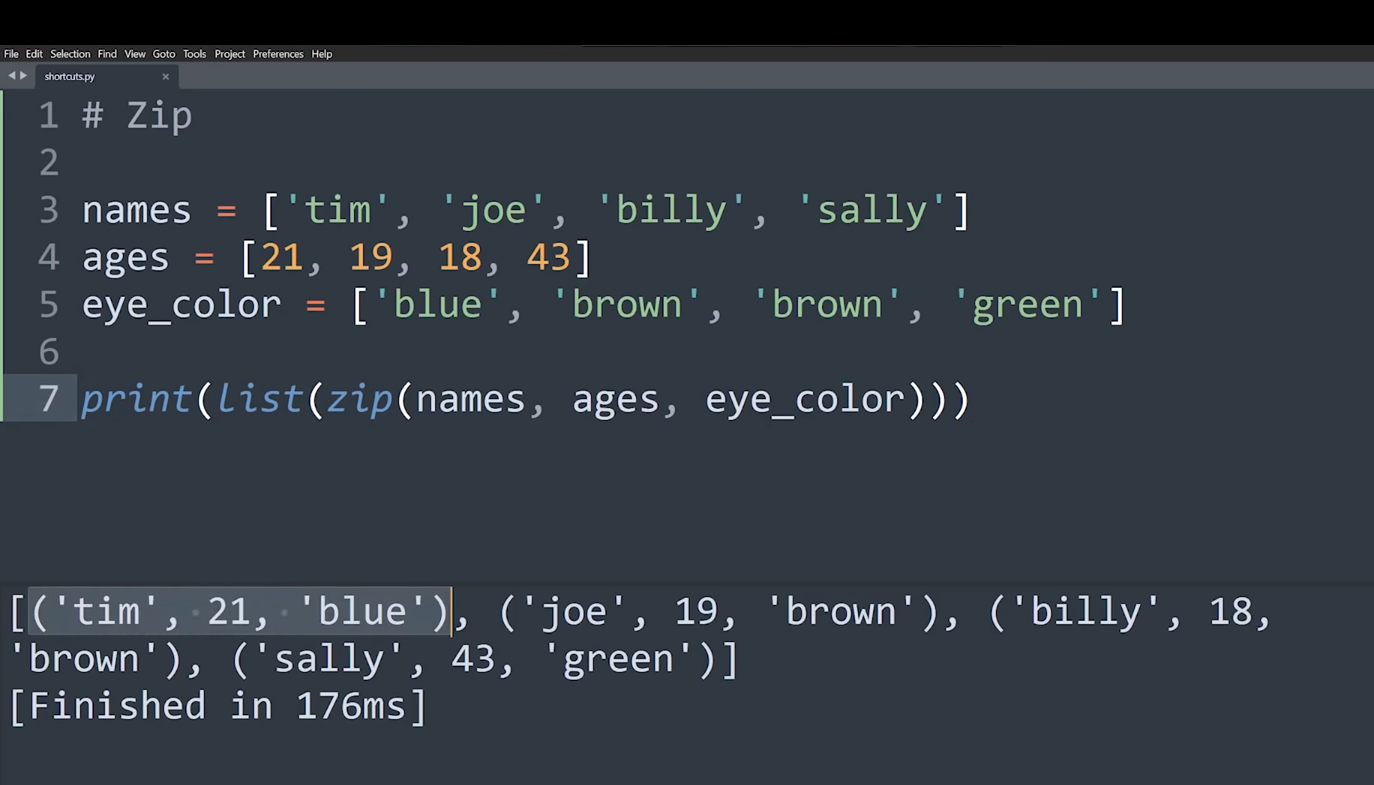 File Edit Selection Find View Goto Tools Project Preferences Help
shortcuts.py
1 # Zip
2
3 names = ['tim', 'joe', 'billy', 'sally']
4 ages = [21, 19, 18, 43]
5 eye_color = ['blue', 'brown', 'brown', 'green']
6
7 print(list(zip(names, ages, eye_color)))
[('tim', 21, 'blue'), ('joe', 19, 'brown'), ('billy', 18,
'brown'), ('sally', 43, 'green')]
[Finished in 176ms]